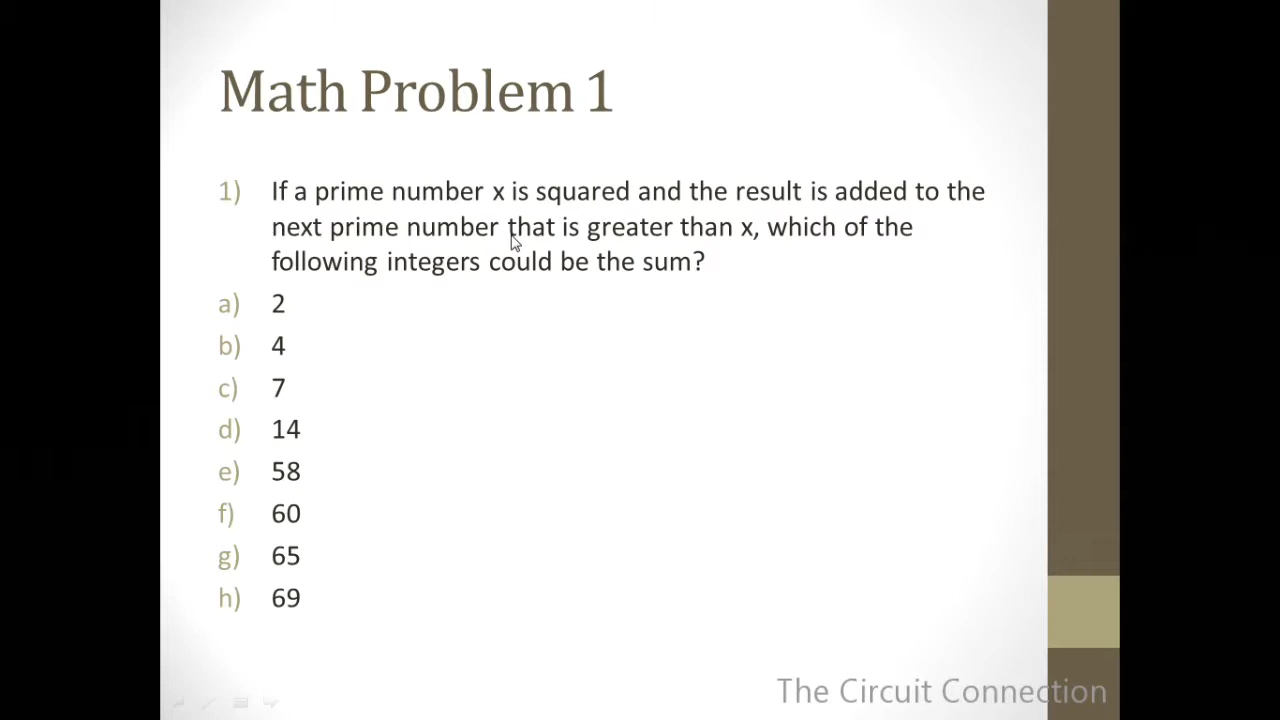 Math Problem 1
1) If a prime number x is squared and the result is added to the
next prime number that is greater than x, which of the
following integers could be the sum?
a) 2
b) 4
c) 7
d) 14
e) 58
f) 60
g) 65
h) 69
The Circuit Connection